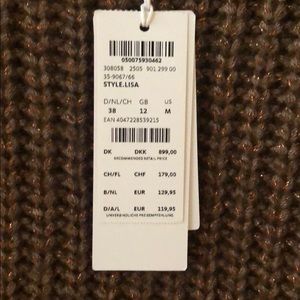 050075930462
308058 2505 901 299 00
35-9067/66
STYLE.LISA
D/NL/CH GB US
38 12 M
EAN 4047228539215
DK DKK 899,00
RECOMMENDED RETAIL PRICE
CH/FL CHF 179,00
B/NL EUR 129,95
D/A/L EUR 119,95
UNVERBINDLICHE PREISEMPFEHLUNG